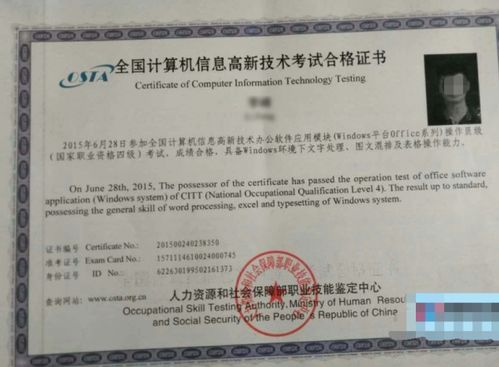 OSTA 全国计算机信息高新技术考试合格证书
Certificate of Computer Information Technology Testing
2015年6月28日参加全国计算机信息高新技术办公软件应用模块(Windows平台Office系列)操作员级
(国家职业资格四级)考试，成绩合格，具备Windows环境下文字处理、图文混排及表格操作能力。
On June 28th, 2015, The possessor of the certificate has passed the operation test of office software
application (Windows system) of CITT (National Occupational Qualification Level 4). The result up to standard,
possessing the general skill of word processing, excel and typesetting of Windows system.
证书编号 Certificate No.: 201500240238350
准考证号 Exam Card No.: 1571114610024000745
身份证号 ID No.: 622630199502161373
查询网站: www.osta.org.cn
人力资源和社会保障部职业技能鉴定中心
Occupational Skill Testing Authority,Ministry of Human Resou
and Social Security of the People's Republic of China